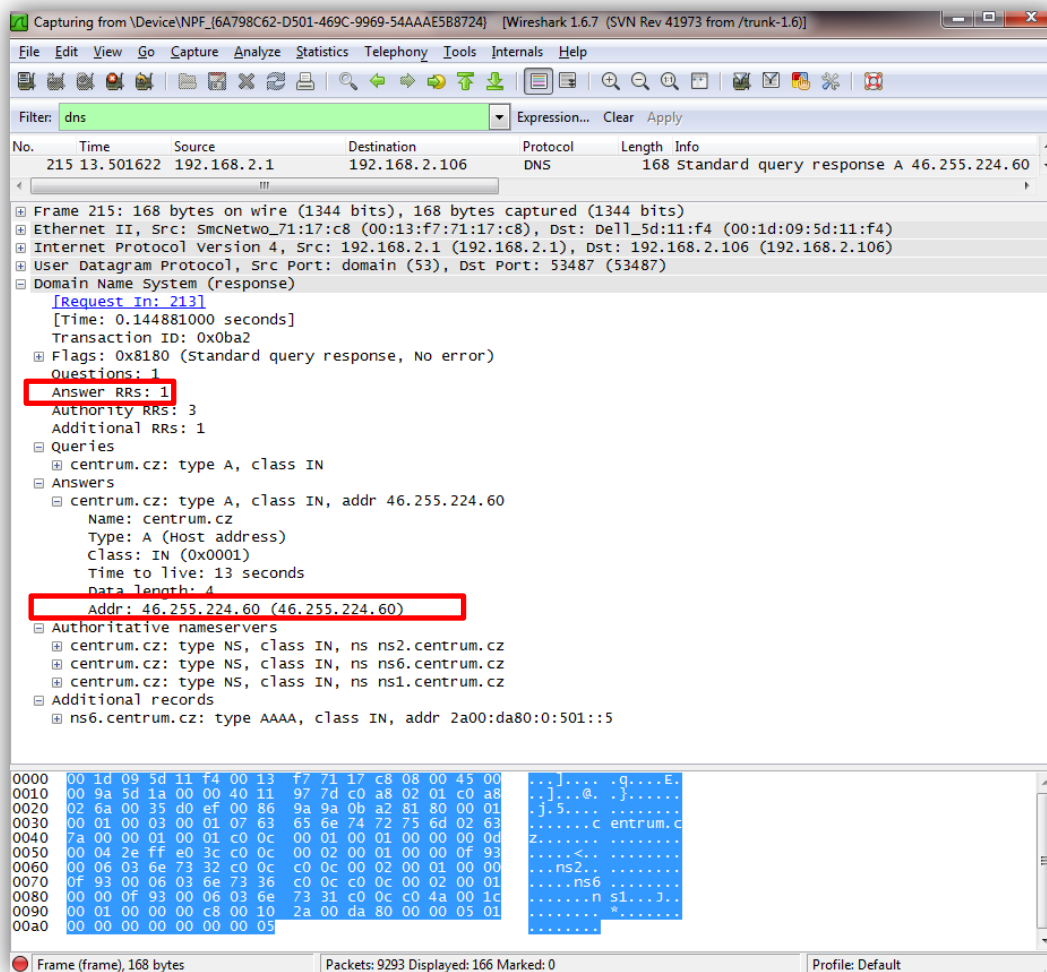 Capturing from \Device\NPF_{6A798C62-D501-469C-9969-54AAAE5B8724} [Wireshark 1.6.7 (SVN Rev 41973 from /trunk-1.6)]
File Edit View Go Capture Analyze Statistics Telephony Tools Internals Help
Filter: dns Expression... Clear Apply
No. Time Source Destination Protocol Length Info
215 13.501622 192.168.2.1 192.168.2.106 DNS 168 Standard query response A 46.255.224.60
Frame 215: 168 bytes on wire (1344 bits), 168 bytes captured (1344 bits)
Ethernet II, Src: SmcNetwo_71:17:c8 (00:13:f7:71:17:c8), Dst: Dell_5d:11:f4 (00:1d:09:5d:11:f4)
Internet Protocol Version 4, Src: 192.168.2.1 (192.168.2.1), Dst: 192.168.2.106 (192.168.2.106)
User Datagram Protocol, Src Port: domain (53), Dst Port: 53487 (53487)
Domain Name System (response)
[Request In: 213]
[Time: 0.144881000 seconds]
Transaction ID: 0x0ba2
Flags: 0x8180 (Standard query response, No error)
Questions: 1
Answer RRs: 1
Authority RRs: 3
Additional RRs: 1
Queries
centrum.cz: type A, class IN
Answers
centrum.cz: type A, class IN, addr 46.255.224.60
Name: centrum.cz
Type: A (Host address)
Class: IN (0x0001)
Time to live: 13 seconds
Data length: 4
Addr: 46.255.224.60 (46.255.224.60)
Authoritative nameservers
centrum.cz: type NS, class IN, ns ns2.centrum.cz
centrum.cz: type NS, class IN, ns ns6.centrum.cz
centrum.cz: type NS, class IN, ns ns1.centrum.cz
Additional records
ns6.centrum.cz: type AAAA, class IN, addr 2a00:da80:0:501::5
0000 00 1d 09 5d 11 f4 00 13 f7 71 17 c8 08 00 45 00 ...].... .q....E.
0010 00 9a 5d 1a 00 00 40 11 97 7d c0 a8 02 01 c0 a8 ..]...@. .}......
0020 02 6a 00 35 d0 ef 00 86 9a 9a 0b a2 81 80 00 01 .j.5.... ........
0030 00 01 00 03 00 01 07 63 65 6e 74 72 75 6d 02 63 .......c entrum.c
0040 7a 00 00 01 00 01 c0 0c 00 01 00 01 00 00 00 0d z....... ........
0050 00 04 2e ff e0 3c c0 0c 00 02 00 01 00 00 0f 93 .....<.. ........
0060 00 06 03 6e 73 32 c0 0c c0 0c 00 02 00 01 00 00 ...ns2.. ........
0070 0f 93 00 06 03 6e 73 36 c0 0c c0 0c 00 02 00 01 .....ns6 ........
0080 00 00 0f 93 00 06 03 6e 73 31 c0 0c c0 4a 00 1c .......n s1...J..
0090 00 01 00 00 00 c8 00 10 2a 00 da 80 00 00 05 01 ........ *.......
00a0 00 00 00 00 00 00 00 05 ........
Frame (frame), 168 bytes Packets: 9293 Displayed: 166 Marked: 0 Profile: Default